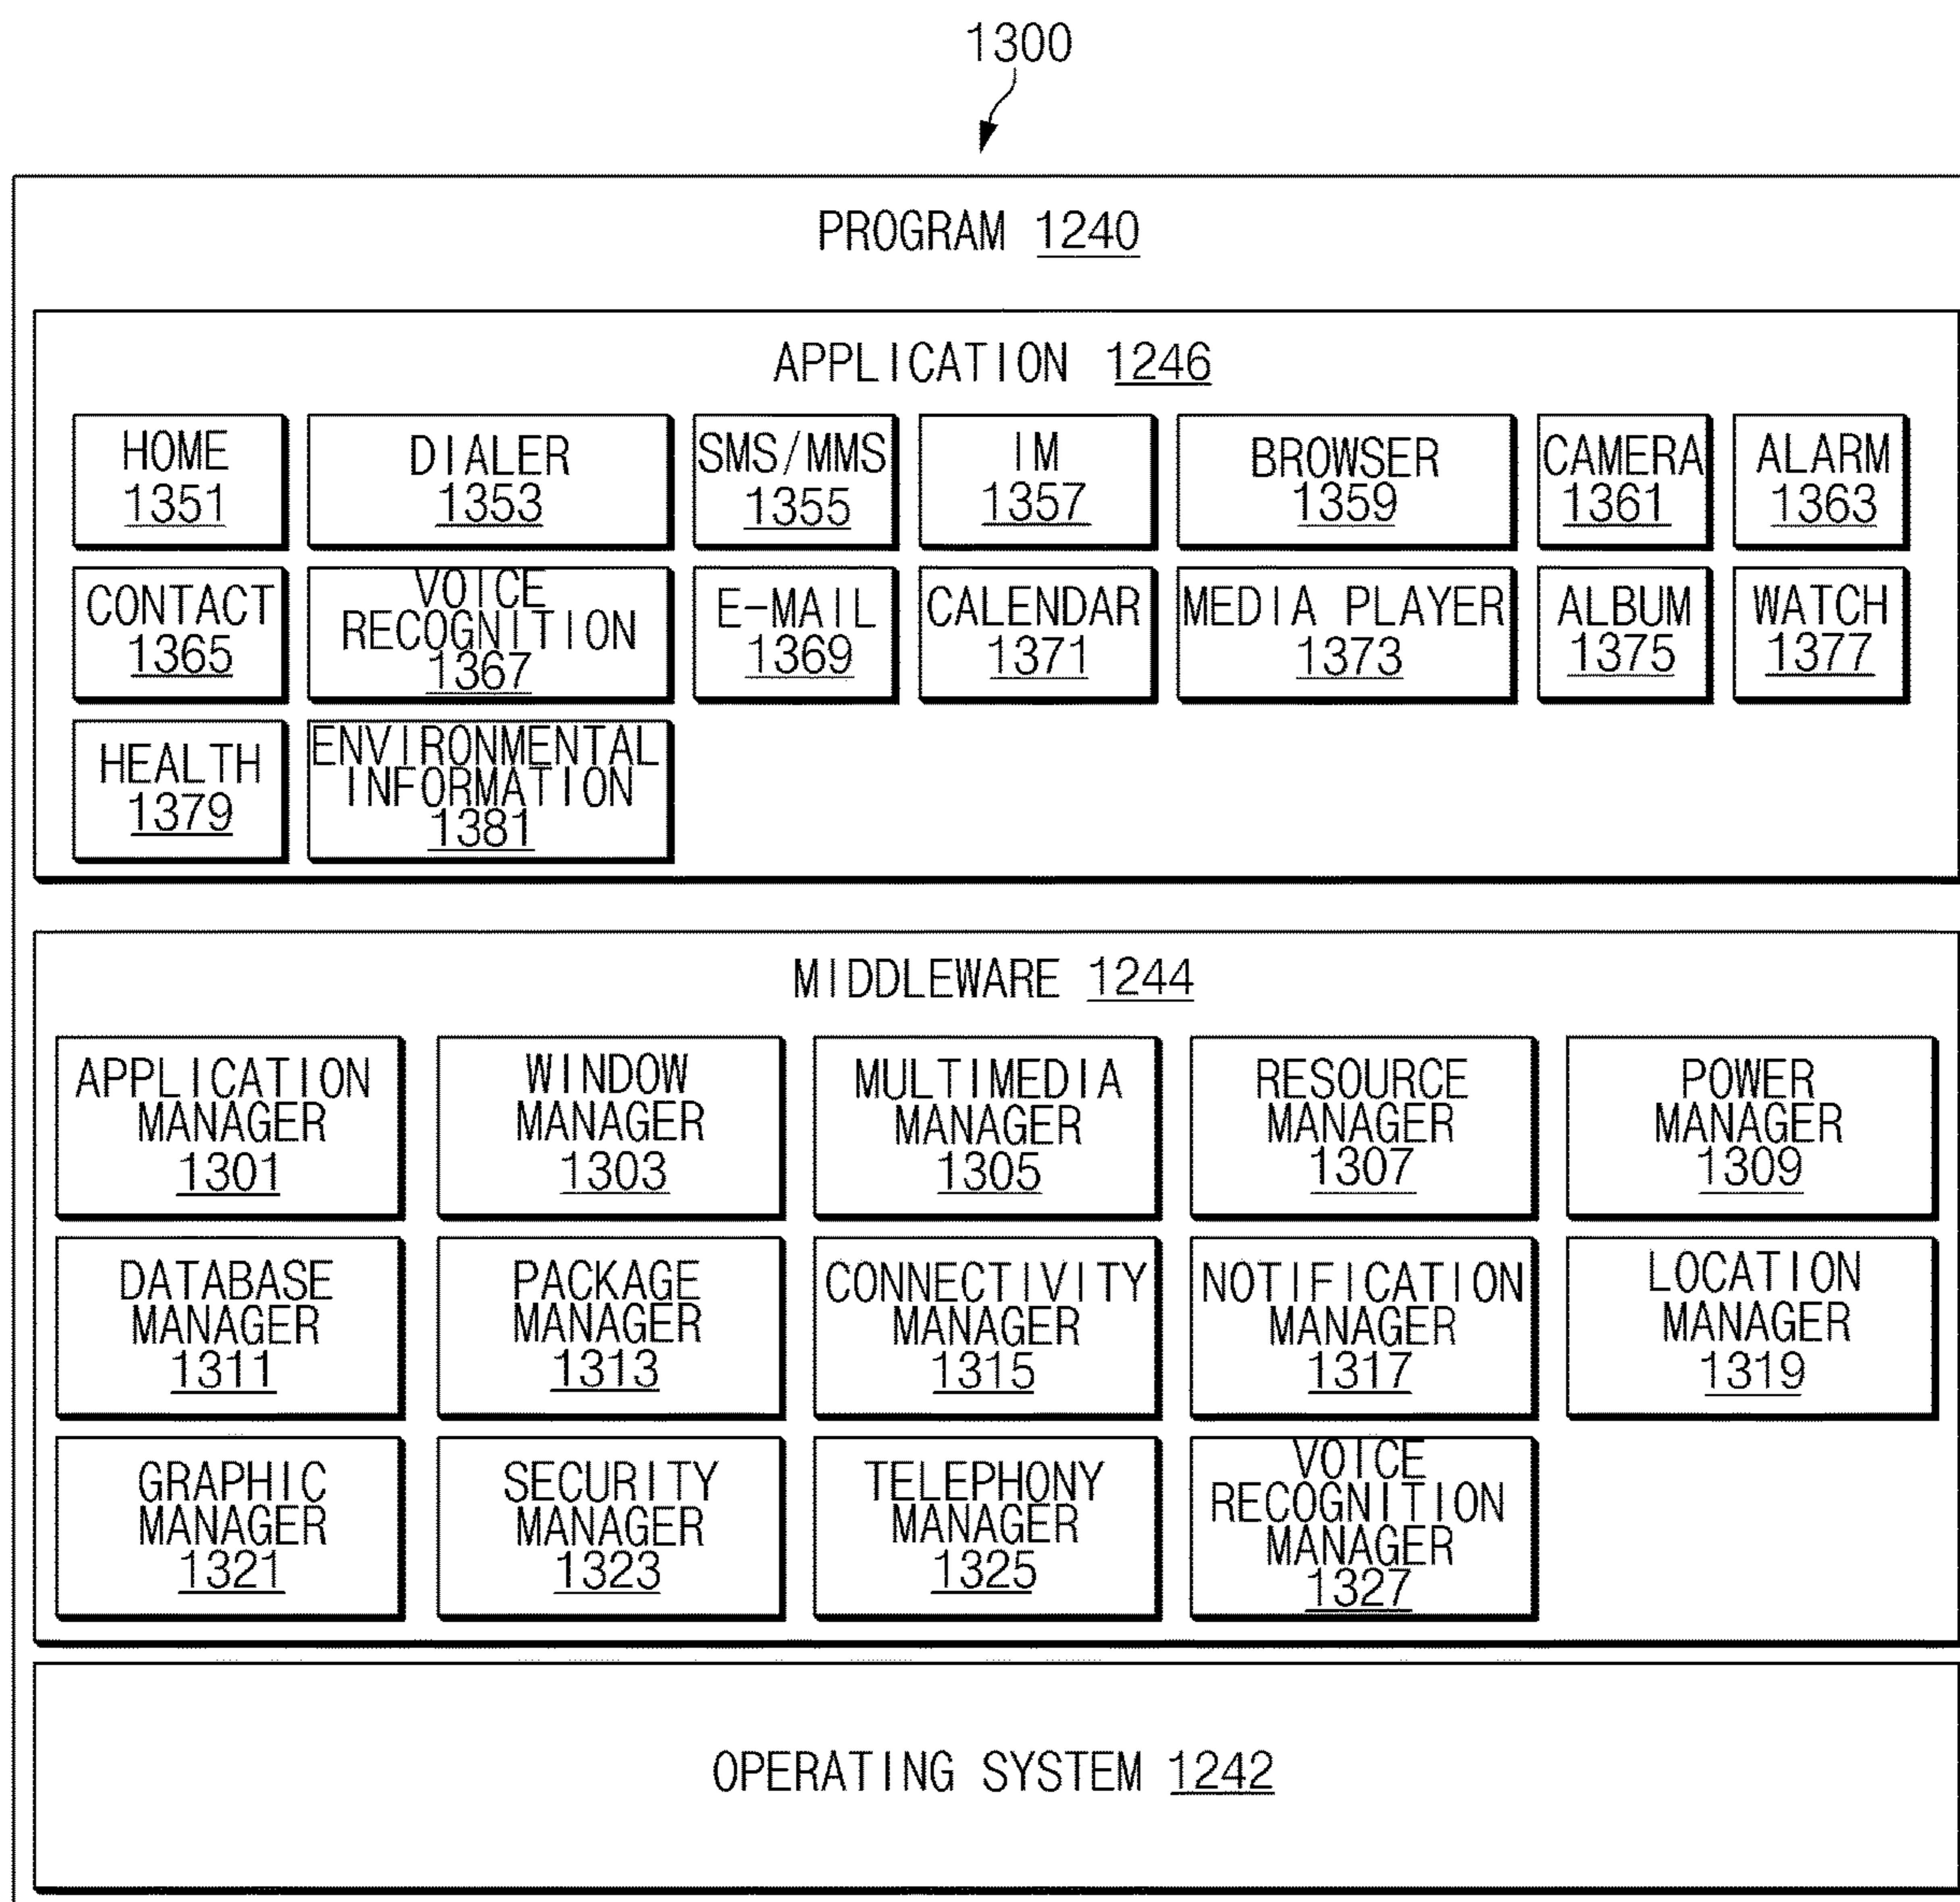 1300
PROGRAM 1240
APPLICATION 1246
HOME
1351
DIALER
1353
SMS/MMS
1355
IM
1357
BROWSER
1359
CAMERA
1361
ALARM
1363
CONTACT
1365
VOICE
RECOGNITION
1367
E-MAIL
1369
CALENDAR
1371
MEDIA PLAYER
1373
ALBUM
1375
WATCH
1377
HEALTH
1379
ENVIRONMENTAL
INFORMATION
1381
MIDDLEWARE 1244
APPLICATION
MANAGER
1301
WINDOW
MANAGER
1303
MULTIMEDIA
MANAGER
1305
RESOURCE
MANAGER
1307
POWER
MANAGER
1309
DATABASE
MANAGER
1311
PACKAGE
MANAGER
1313
CONNECTIVITY
MANAGER
1315
NOTIFICATION
MANAGER
1317
LOCATION
MANAGER
1319
GRAPHIC
MANAGER
1321
SECURITY
MANAGER
1323
TELEPHONY
MANAGER
1325
VOICE
RECOGNITION
MANAGER
1327
OPERATING SYSTEM 1242